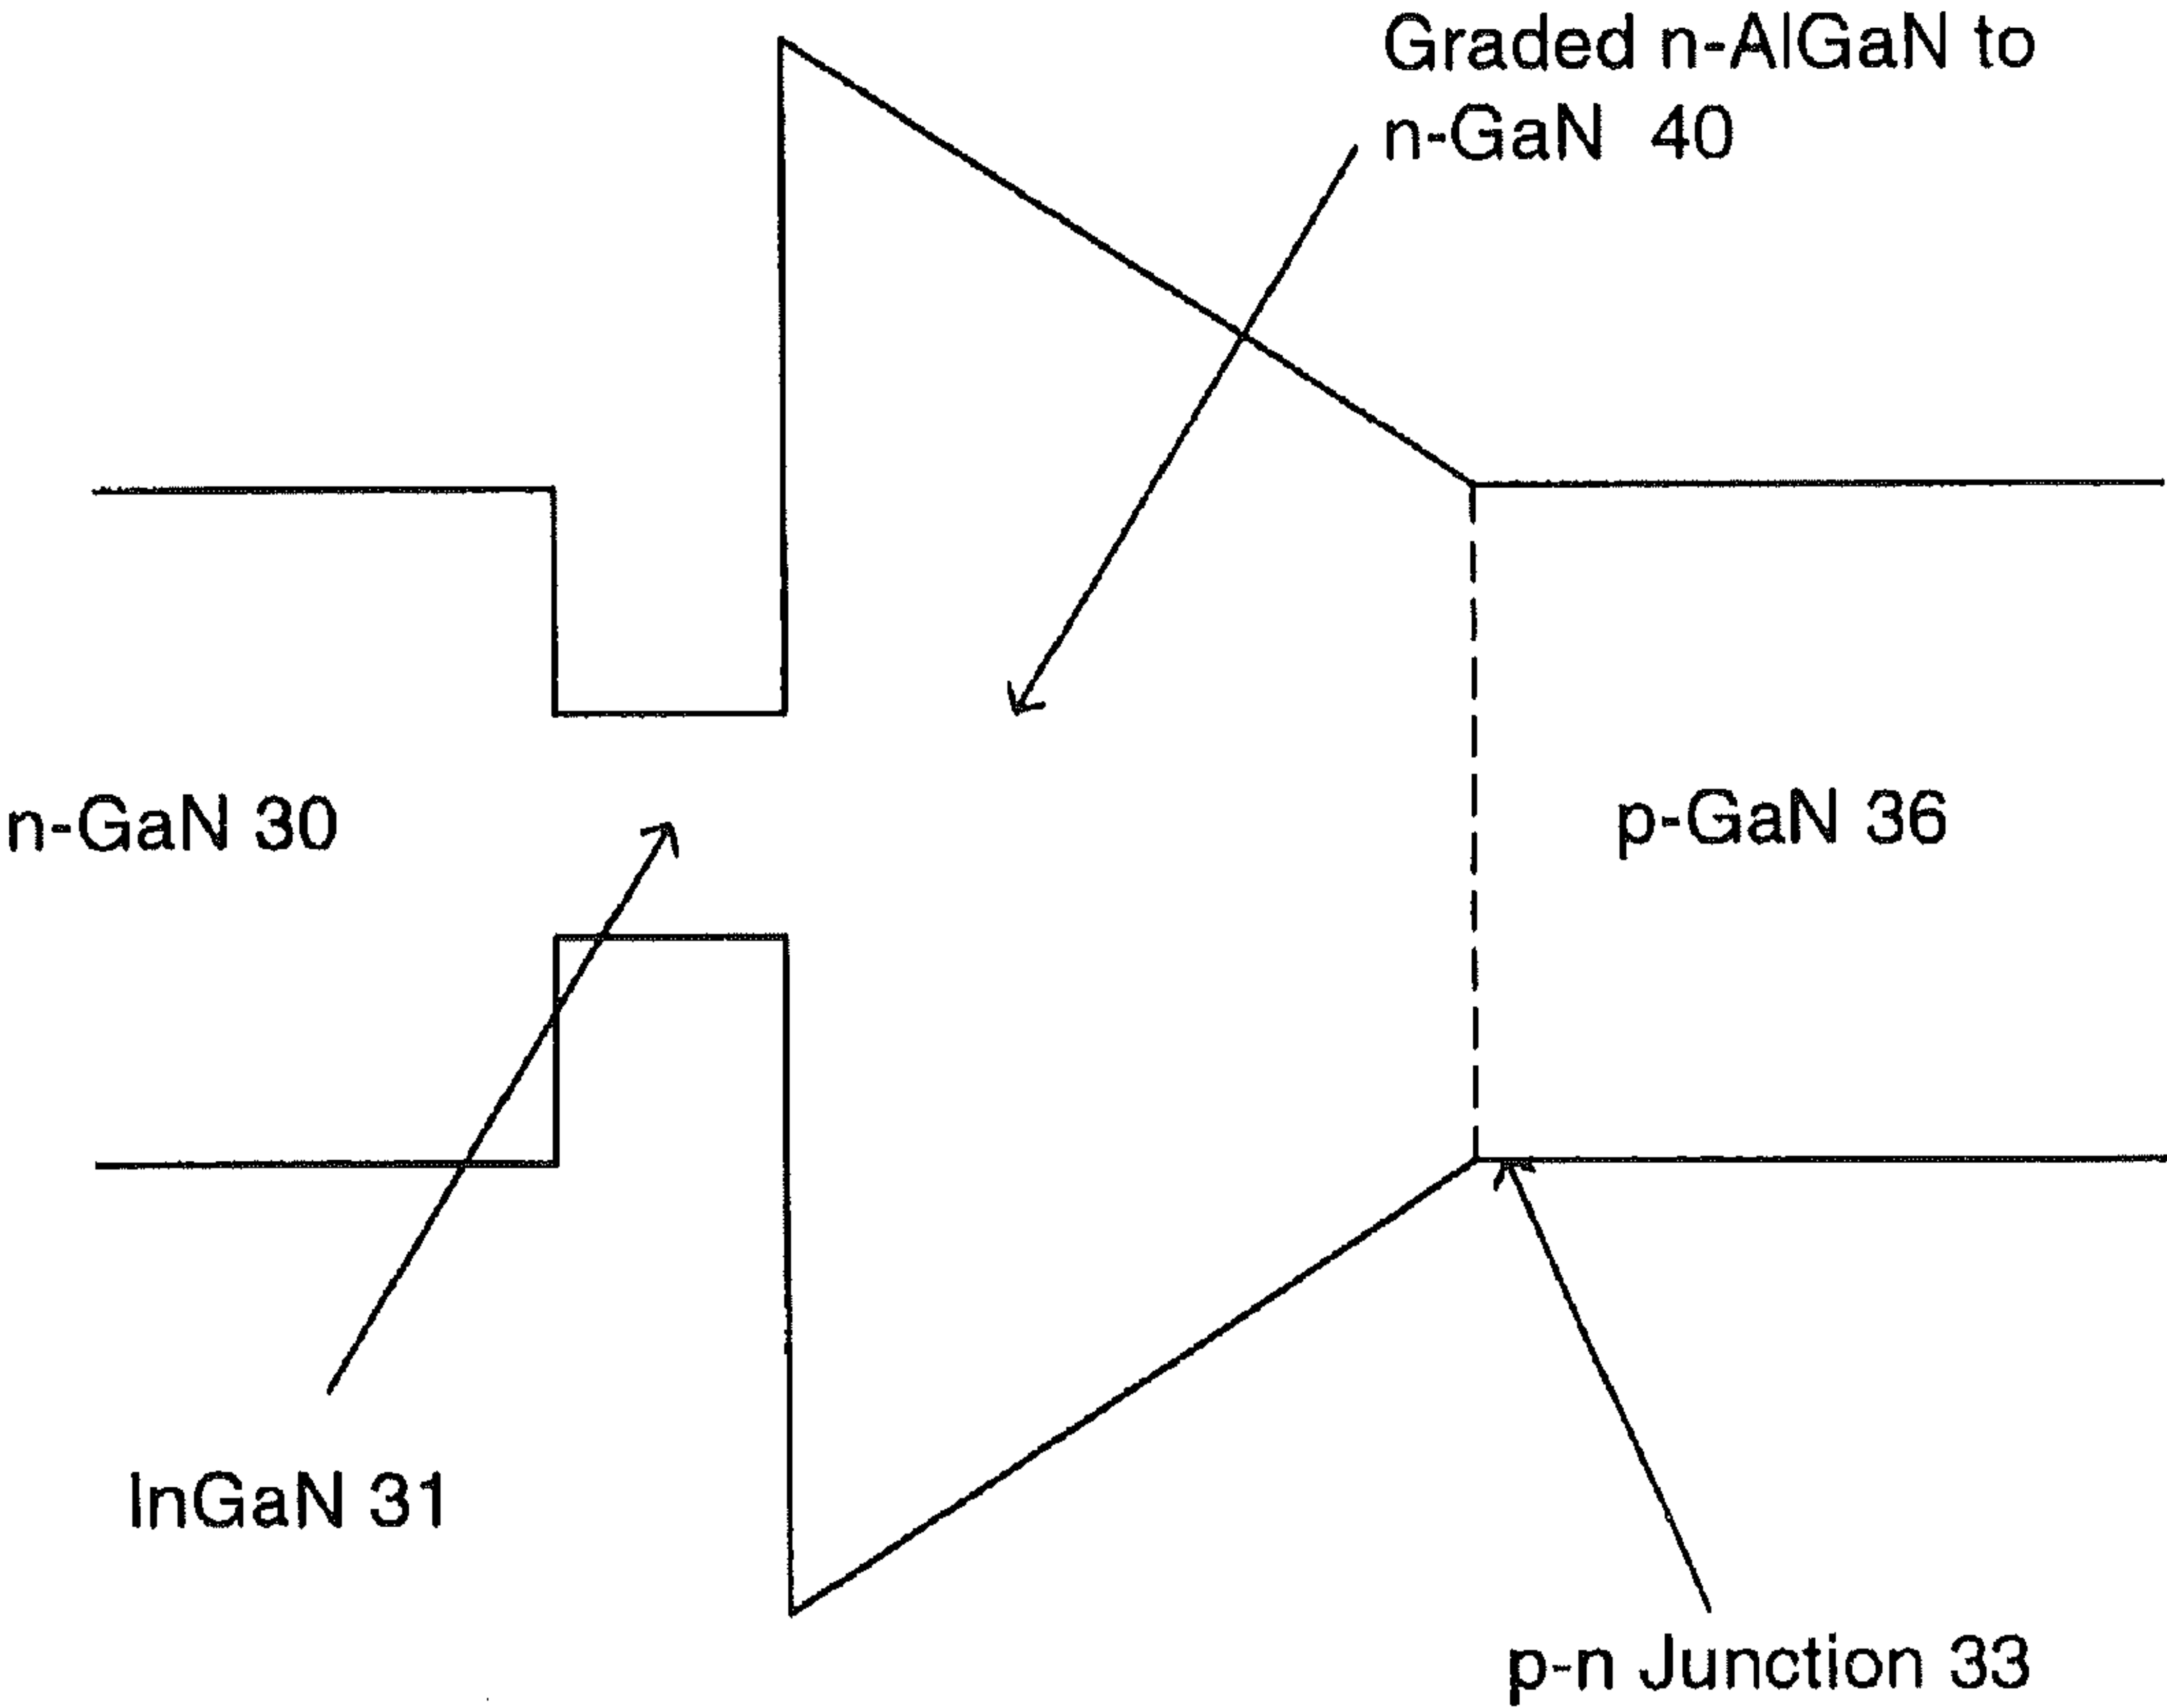 Graded n-AlGaN to
n-GaN 40
n-GaN 30
p-GaN 36
InGaN 31
p-n Junction 33